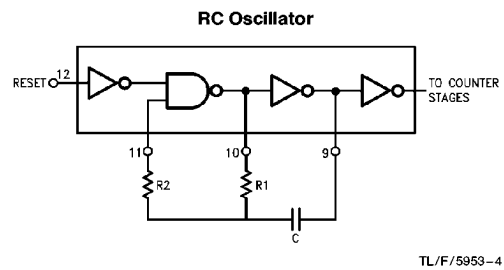 RC Oscillator
RESET 12
TO COUNTER
STAGES
11
10
9
R2
R1
C
TL/F/5953–4